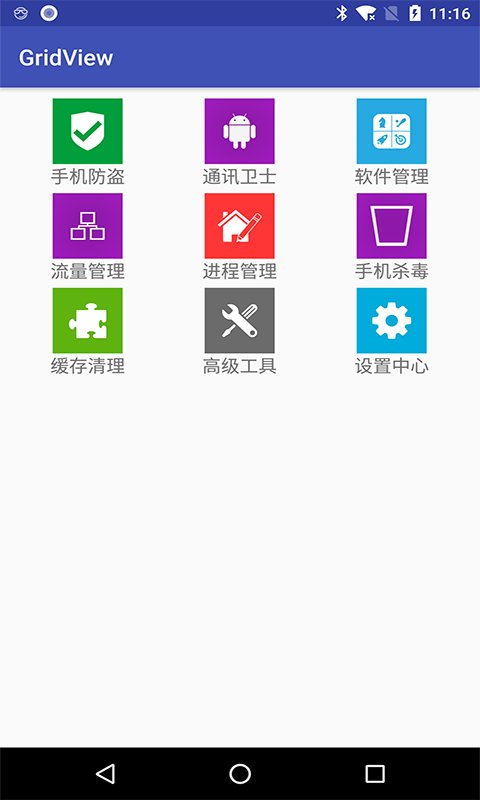 11:16
GridView
手机防盗 通讯卫士 软件管理
流量管理 进程管理 手机杀毒
缓存清理 高级工具 设置中心